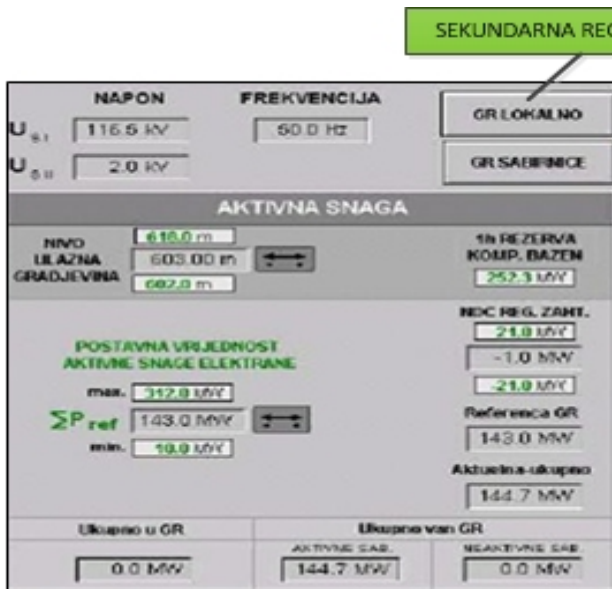 SEKUNDARNA REG
NAPON FREKVENCIJA
GR LOKALNO
U S.I 116.5 kV 50.0 Hz
U S.II 2.0 kV
GR SABIRNICE
AKTIVNA SNAGA
NIVO ULAZNA GRADJEVINA
618.0 m
603.00 m
602.0 m
1h REZERVA
KOMP. BAZEN
252.3 MW
NDC REG. ZAHT.
21.0 MW
-1.0 MW
-21.0 MW
POSTAVNA VRIJEDNOST
AKTIVNE SNAGE ELEKTRANE
max. 312.0 MW
ΣP ref 143.0 MW
min. 10.0 MW
Referenca GR
143.0 MW
Aktuelna-ukupno
144.7 MW
Ukupno u GR Ukupno van GR
AKTIVNE SAB. NEAKTIVNE SAB.
0.0 MW 144.7 MW 0.0 MW